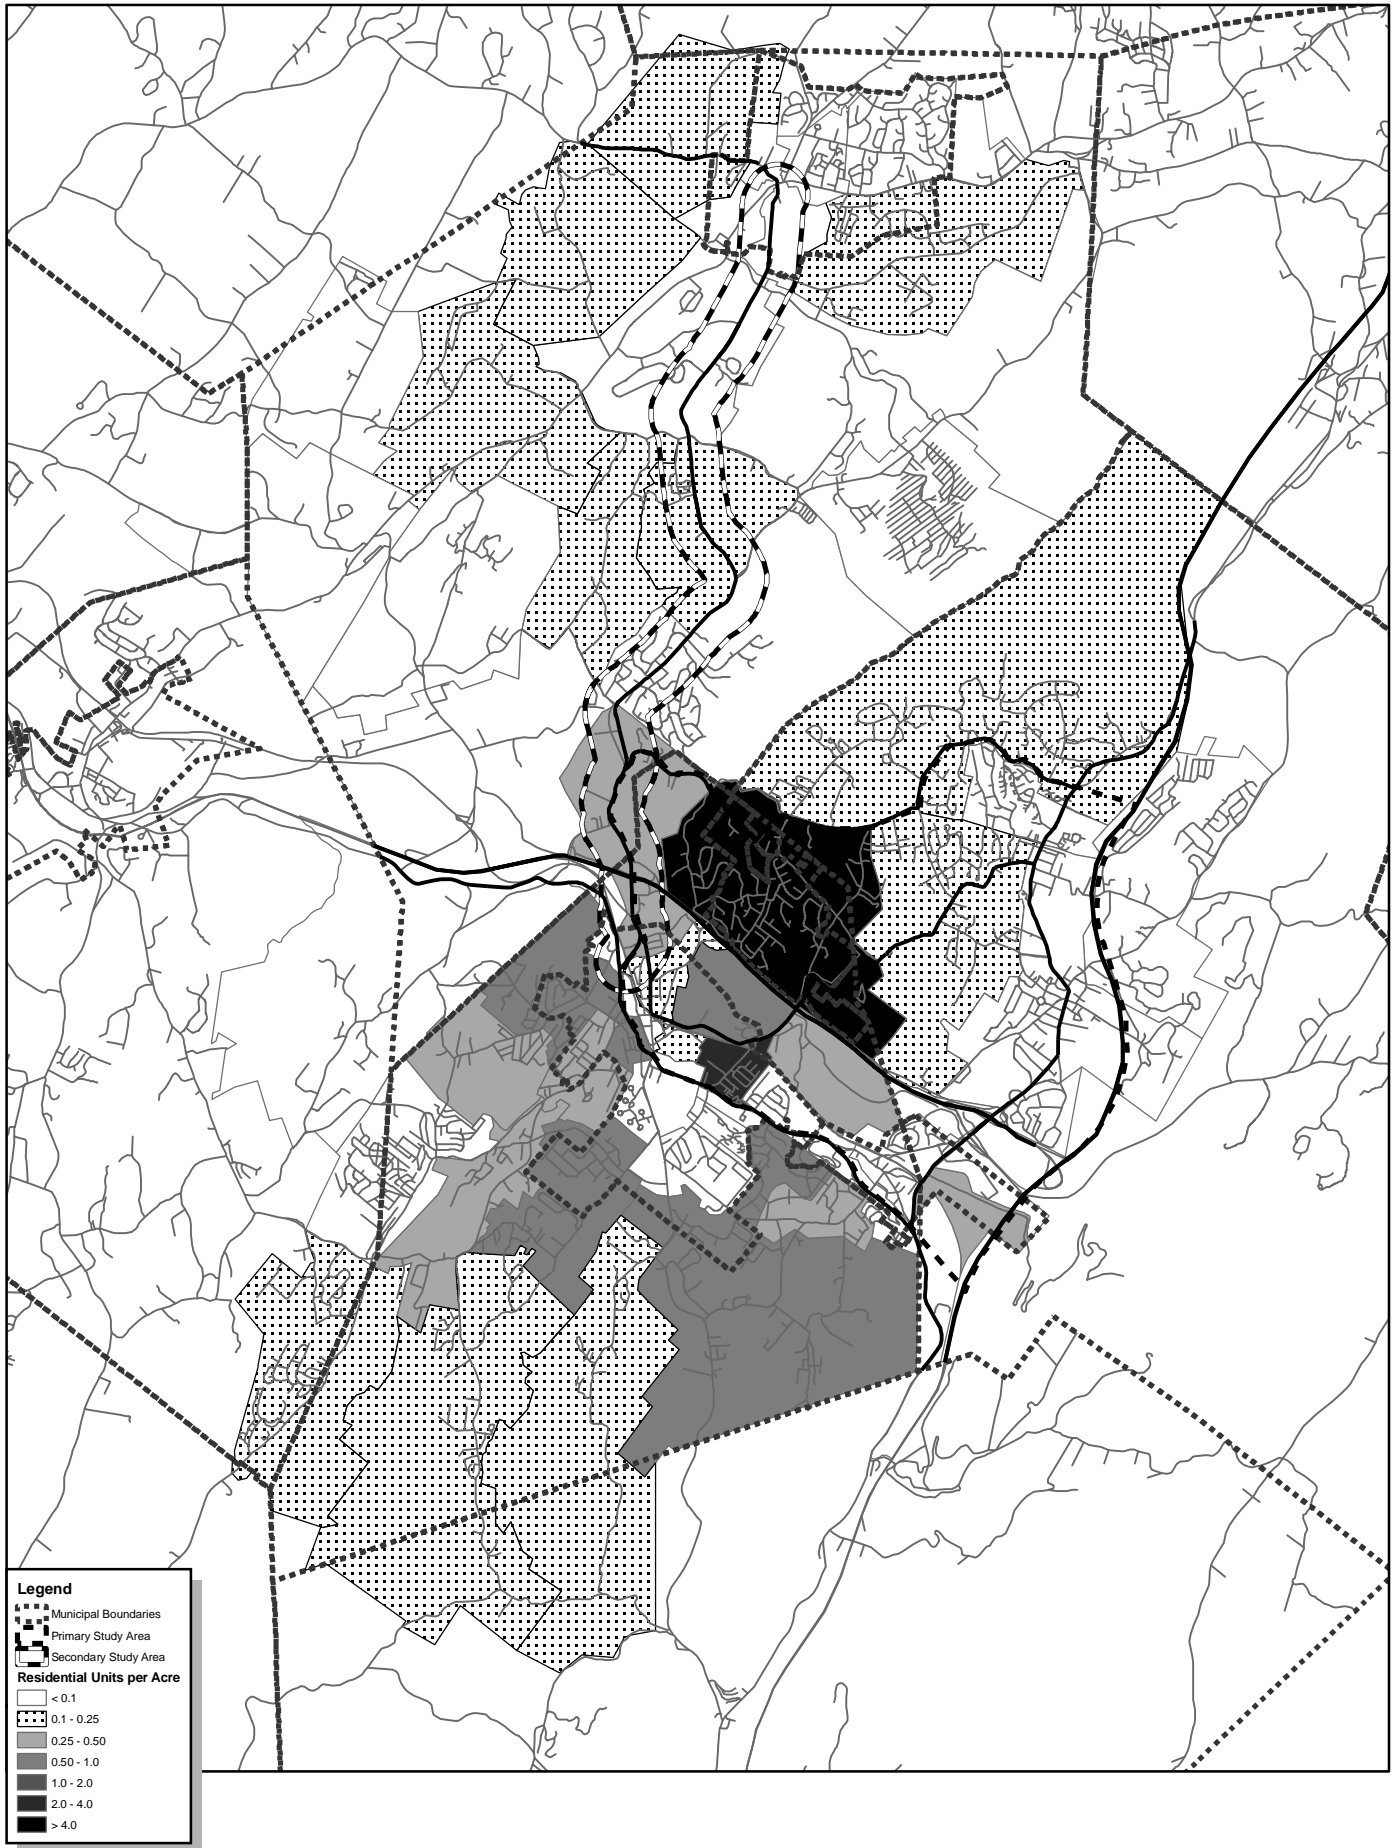 Legend
Municipal Boundaries
Primary Study Area
Secondary Study Area
Residential Units per Acre
< 0.1
0.1 - 0.25
0.25 - 0.50
0.50 - 1.0
1.0 - 2.0
2.0 - 4.0
> 4.0